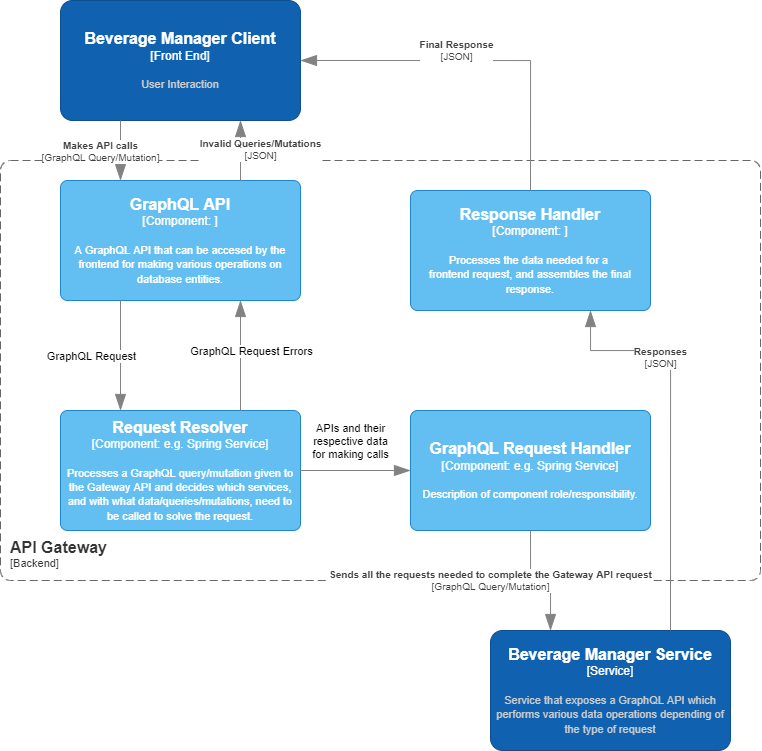 Beverage Manager Client
[Front End]
User Interaction
Final Response
[JSON]
Makes API calls
[GraphQL Query/Mutation]
Invalid Queries/Mutations
[JSON]
GraphQL API
[Component: ]
A GraphQL API that can be accesed by the
frontend for making various operations on
database entities.
Response Handler
[Component: ]
Processes the data needed for a
frontend request, and assembles the final
response.
GraphQL Request
GraphQL Request Errors
Responses
[JSON]
Request Resolver
[Component: e.g. Spring Service]
Processes a GraphQL query/mutation given to
the Gateway API and decides which services,
and with what data/queries/mutations, need to
be called to solve the request.
APIs and their
respective data
for making calls
GraphQL Request Handler
[Component: e.g. Spring Service]
Description of component role/responsibility.
API Gateway
[Backend]
Sends all the requests needed to complete the Gateway API request
[GraphQL Query/Mutation]
Beverage Manager Service
[Service]
Service that exposes a GraphQL API which
performs various data operations depending of
the type of request